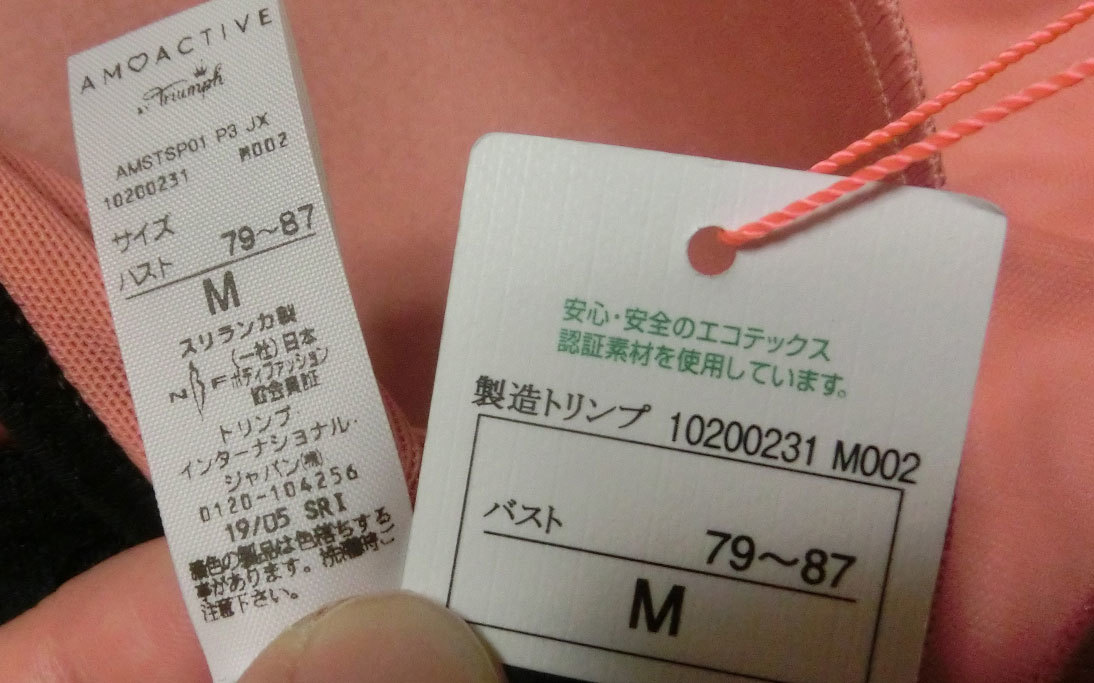 AMOACTIVE
by Triumph
AMSTSP01 P3 JX
10200231 M002
サイズ
バスト 79〜87
M
スリランカ製
(一社)日本
NBF ボディファッション
協会員証
トリンプ・
インターナショナル・
ジャパン㈱
0120-104256
19/05 SRI
濃色の製品は色落ちする
事があります。洗濯時ご
注意下さい。
安心・安全のエコテックス
認証素材を使用しています。
製造トリンプ 10200231 M002
バスト
79〜87
M